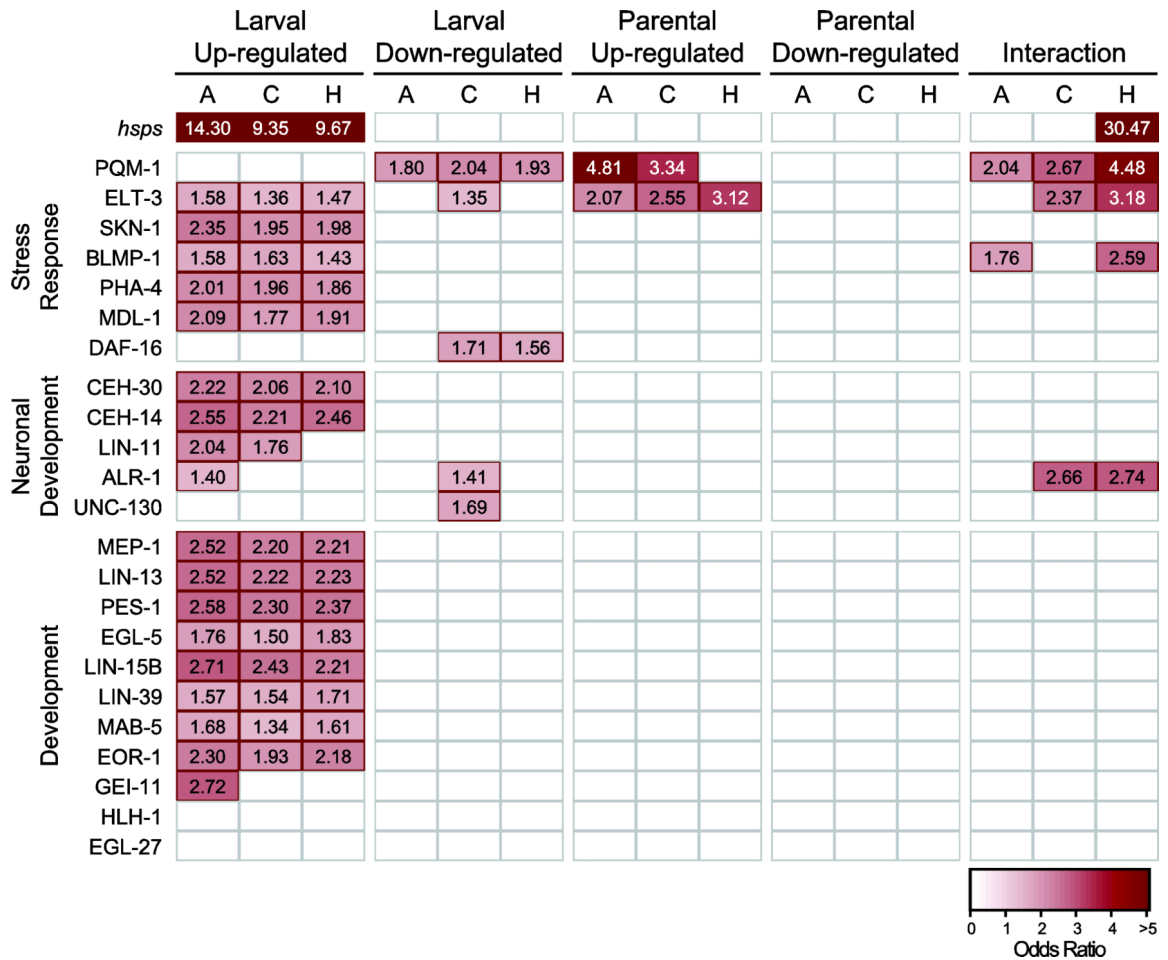 Larval Up-regulated
Larval Down-regulated
Parental Up-regulated
Parental Down-regulated
Interaction
A C H A C H A C H A C H A C H
hsps 14.30 9.35 9.67 30.47
Stress Response
PQM-1 1.80 2.04 1.93 4.81 3.34 2.04 2.67 4.48
ELT-3 1.58 1.36 1.47 1.35 2.07 2.55 3.12 2.37 3.18
SKN-1 2.35 1.95 1.98
BLMP-1 1.58 1.63 1.43 1.76 2.59
PHA-4 2.01 1.96 1.86
MDL-1 2.09 1.77 1.91
DAF-16 1.71 1.56
Neuronal Development
CEH-30 2.22 2.06 2.10
CEH-14 2.55 2.21 2.46
LIN-11 2.04 1.76
ALR-1 1.40 1.41 2.66 2.74
UNC-130 1.69
Development
MEP-1 2.52 2.20 2.21
LIN-13 2.52 2.22 2.23
PES-1 2.58 2.30 2.37
EGL-5 1.76 1.50 1.83
LIN-15B 2.71 2.43 2.21
LIN-39 1.57 1.54 1.71
MAB-5 1.68 1.34 1.61
EOR-1 2.30 1.93 2.18
GEI-11 2.72
HLH-1
EGL-27
0 1 2 3 4 >5
Odds Ratio